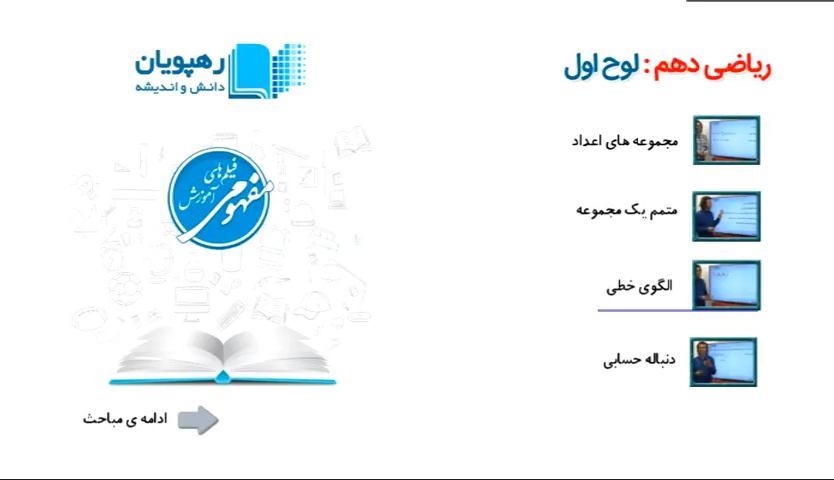 ریاضی دهم : لوح اول
مجموعه های اعداد
متمم یک مجموعه
الگوی خطی
دنباله حسابی
رهپویان
دانش و اندیشه
فیلم های
آموزش
مفهومی
ادامه ی مباحث